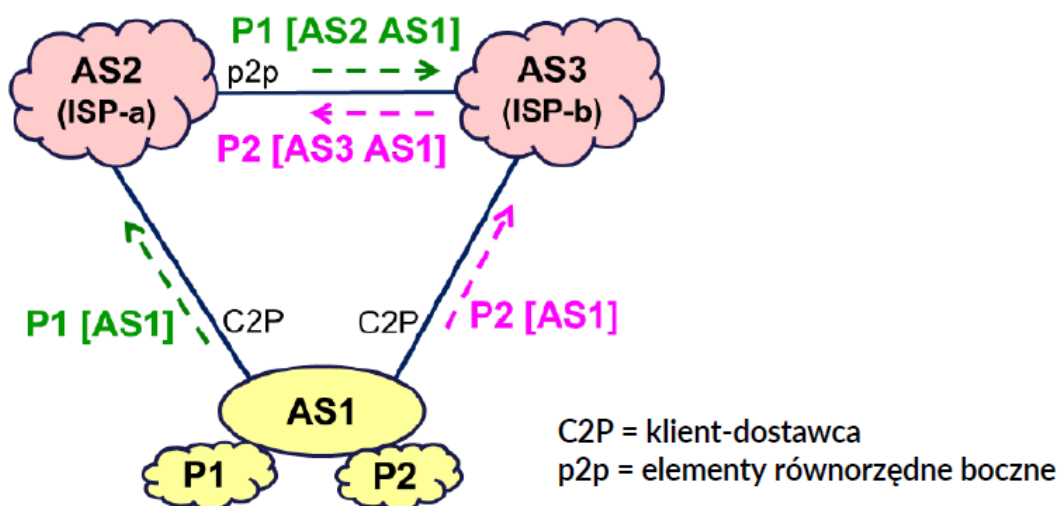 P1 [AS2 AS1]
AS2
(ISP-a)
p2p
AS3
(ISP-b)
P2 [AS3 AS1]
P1 [AS1]
C2P
C2P
P2 [AS1]
AS1
P1
P2
C2P = klient-dostawca
p2p = elementy równorzędne boczne